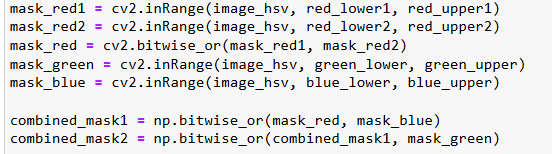 mask_red1 = cv2.inRange(image_hsv, red_lower1, red_upper1)
mask_red2 = cv2.inRange(image_hsv, red_lower2, red_upper2)
mask_red = cv2.bitwise_or(mask_red1, mask_red2)
mask_green = cv2.inRange(image_hsv, green_lower, green_upper)
mask_blue = cv2.inRange(image_hsv, blue_lower, blue_upper)

combined_mask1 = np.bitwise_or(mask_red, mask_blue)
combined_mask2 = np.bitwise_or(combined_mask1, mask_green)